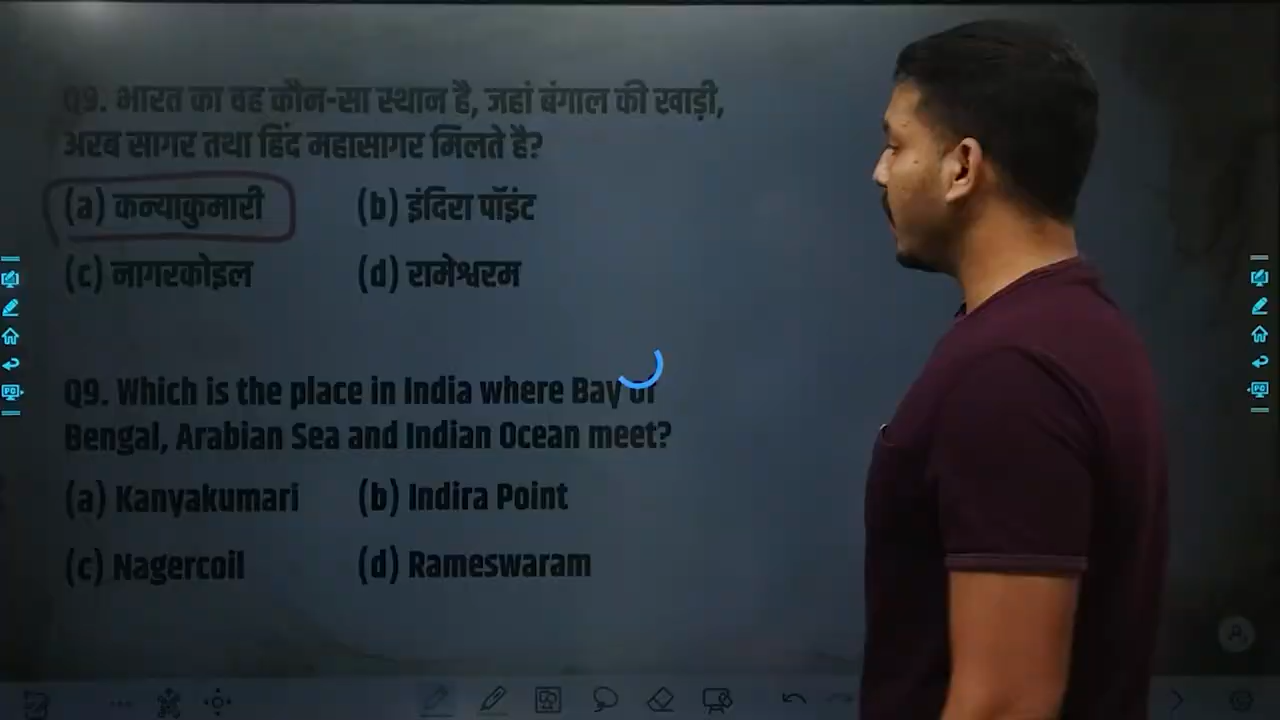 Q9. भारत का वह कौन-सा स्थान है, जहां बंगाल की खाड़ी,
अरब सागर तथा हिंद महासागर मिलते है?
(a) कन्याकुमारी (b) इंदिरा पॉइंट
(c) नागरकोइल (d) रामेश्वरम
Q9. Which is the place in India where Bay of
Bengal, Arabian Sea and Indian Ocean meet?
(a) Kanyakumari (b) Indira Point
(c) Nagercoil (d) Rameswaram